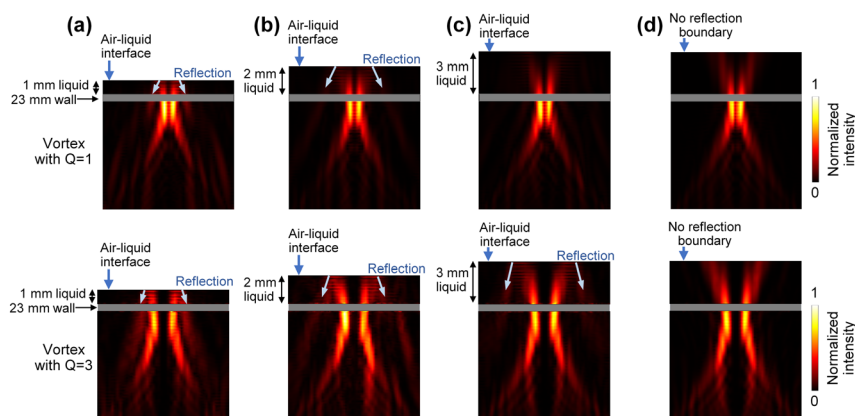 (a)
Air-liquid
interface
1 mm liquid
Reflection
23 mm wall
Vortex
with Q=1
(b)
Air-liquid
interface
2 mm
liquid
Reflection
(c)
Air-liquid
interface
3 mm
liquid
(d)
No reflection
boundary
1
0
Normalized
intensity
Air-liquid
interface
1 mm liquid
Reflection
23 mm wall
Vortex
with Q=3
Air-liquid
interface
2 mm
liquid
Reflection
Air-liquid
interface
3 mm
liquid
Reflection
No reflection
boundary
1
0
Normalized
intensity